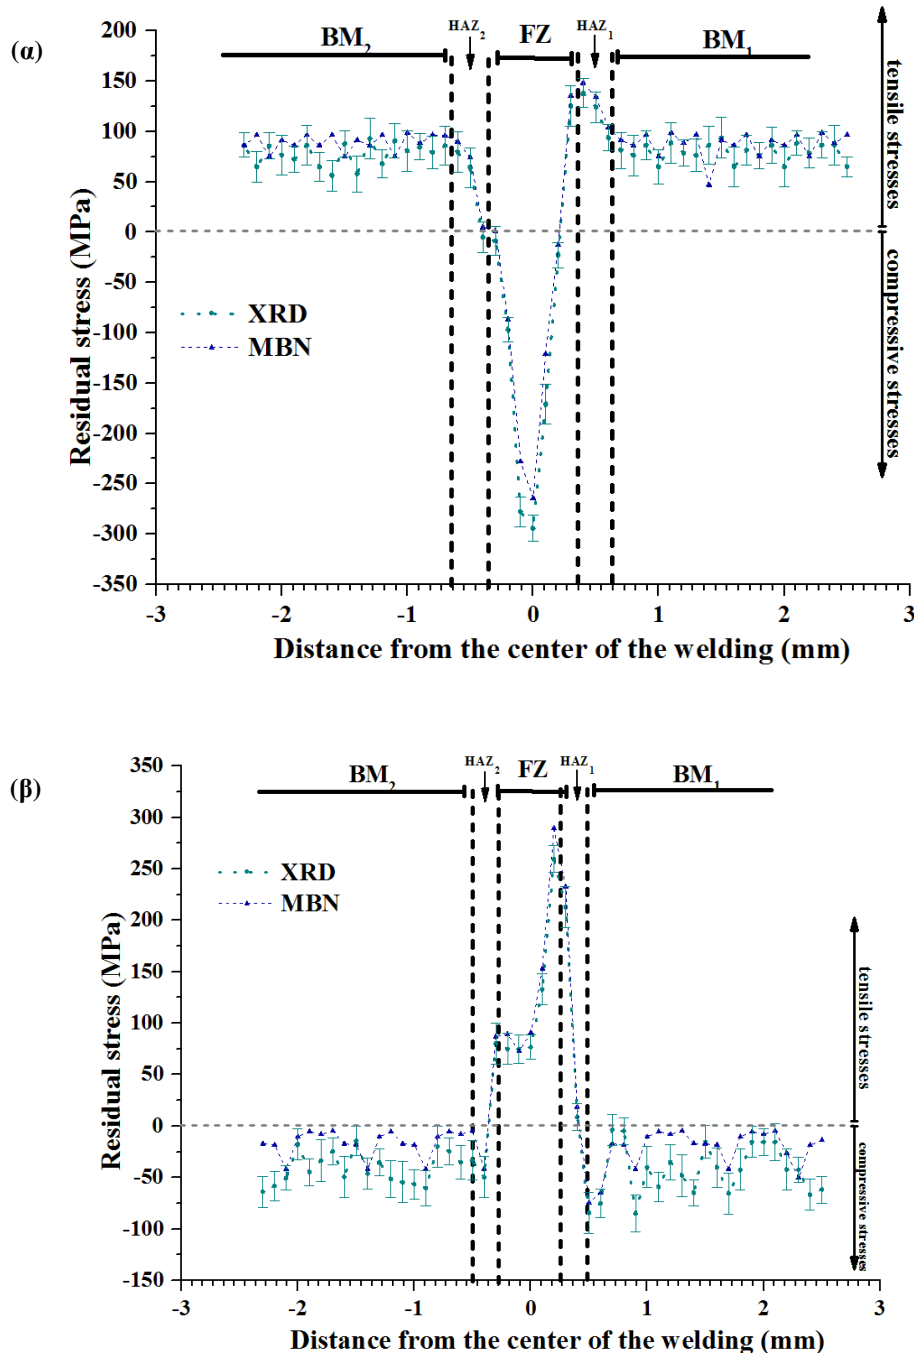 (α)
BM2 HAZ2 FZ HAZ1 BM1
200
150
100
50
0
-50
-100
-150
-200
-250
-300
-350
Residual stress (MPa)
XRD
MBN
tensile stresses
compressive stresses
-3 -2 -1 0 1 2 3
Distance from the center of the welding (mm)
(β)
BM2 HAZ2 FZ HAZ1 BM1
350
300
250
200
150
100
50
0
-50
-100
-150
Residual stress (MPa)
XRD
MBN
tensile stresses
compressive stresses
-3 -2 -1 0 1 2 3
Distance from the center of the welding (mm)